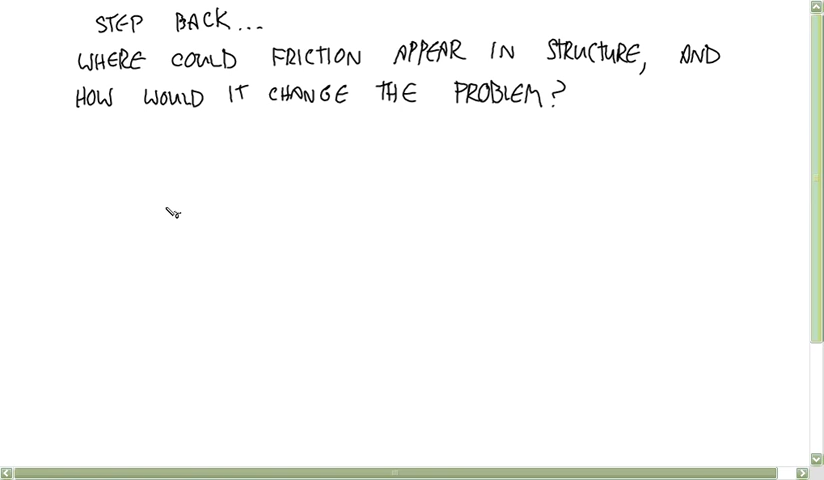 STEP BACK...
WHERE COULD FRICTION APPEAR IN STRUCTURE, AND
HOW WOULD IT CHANGE THE PROBLEM?